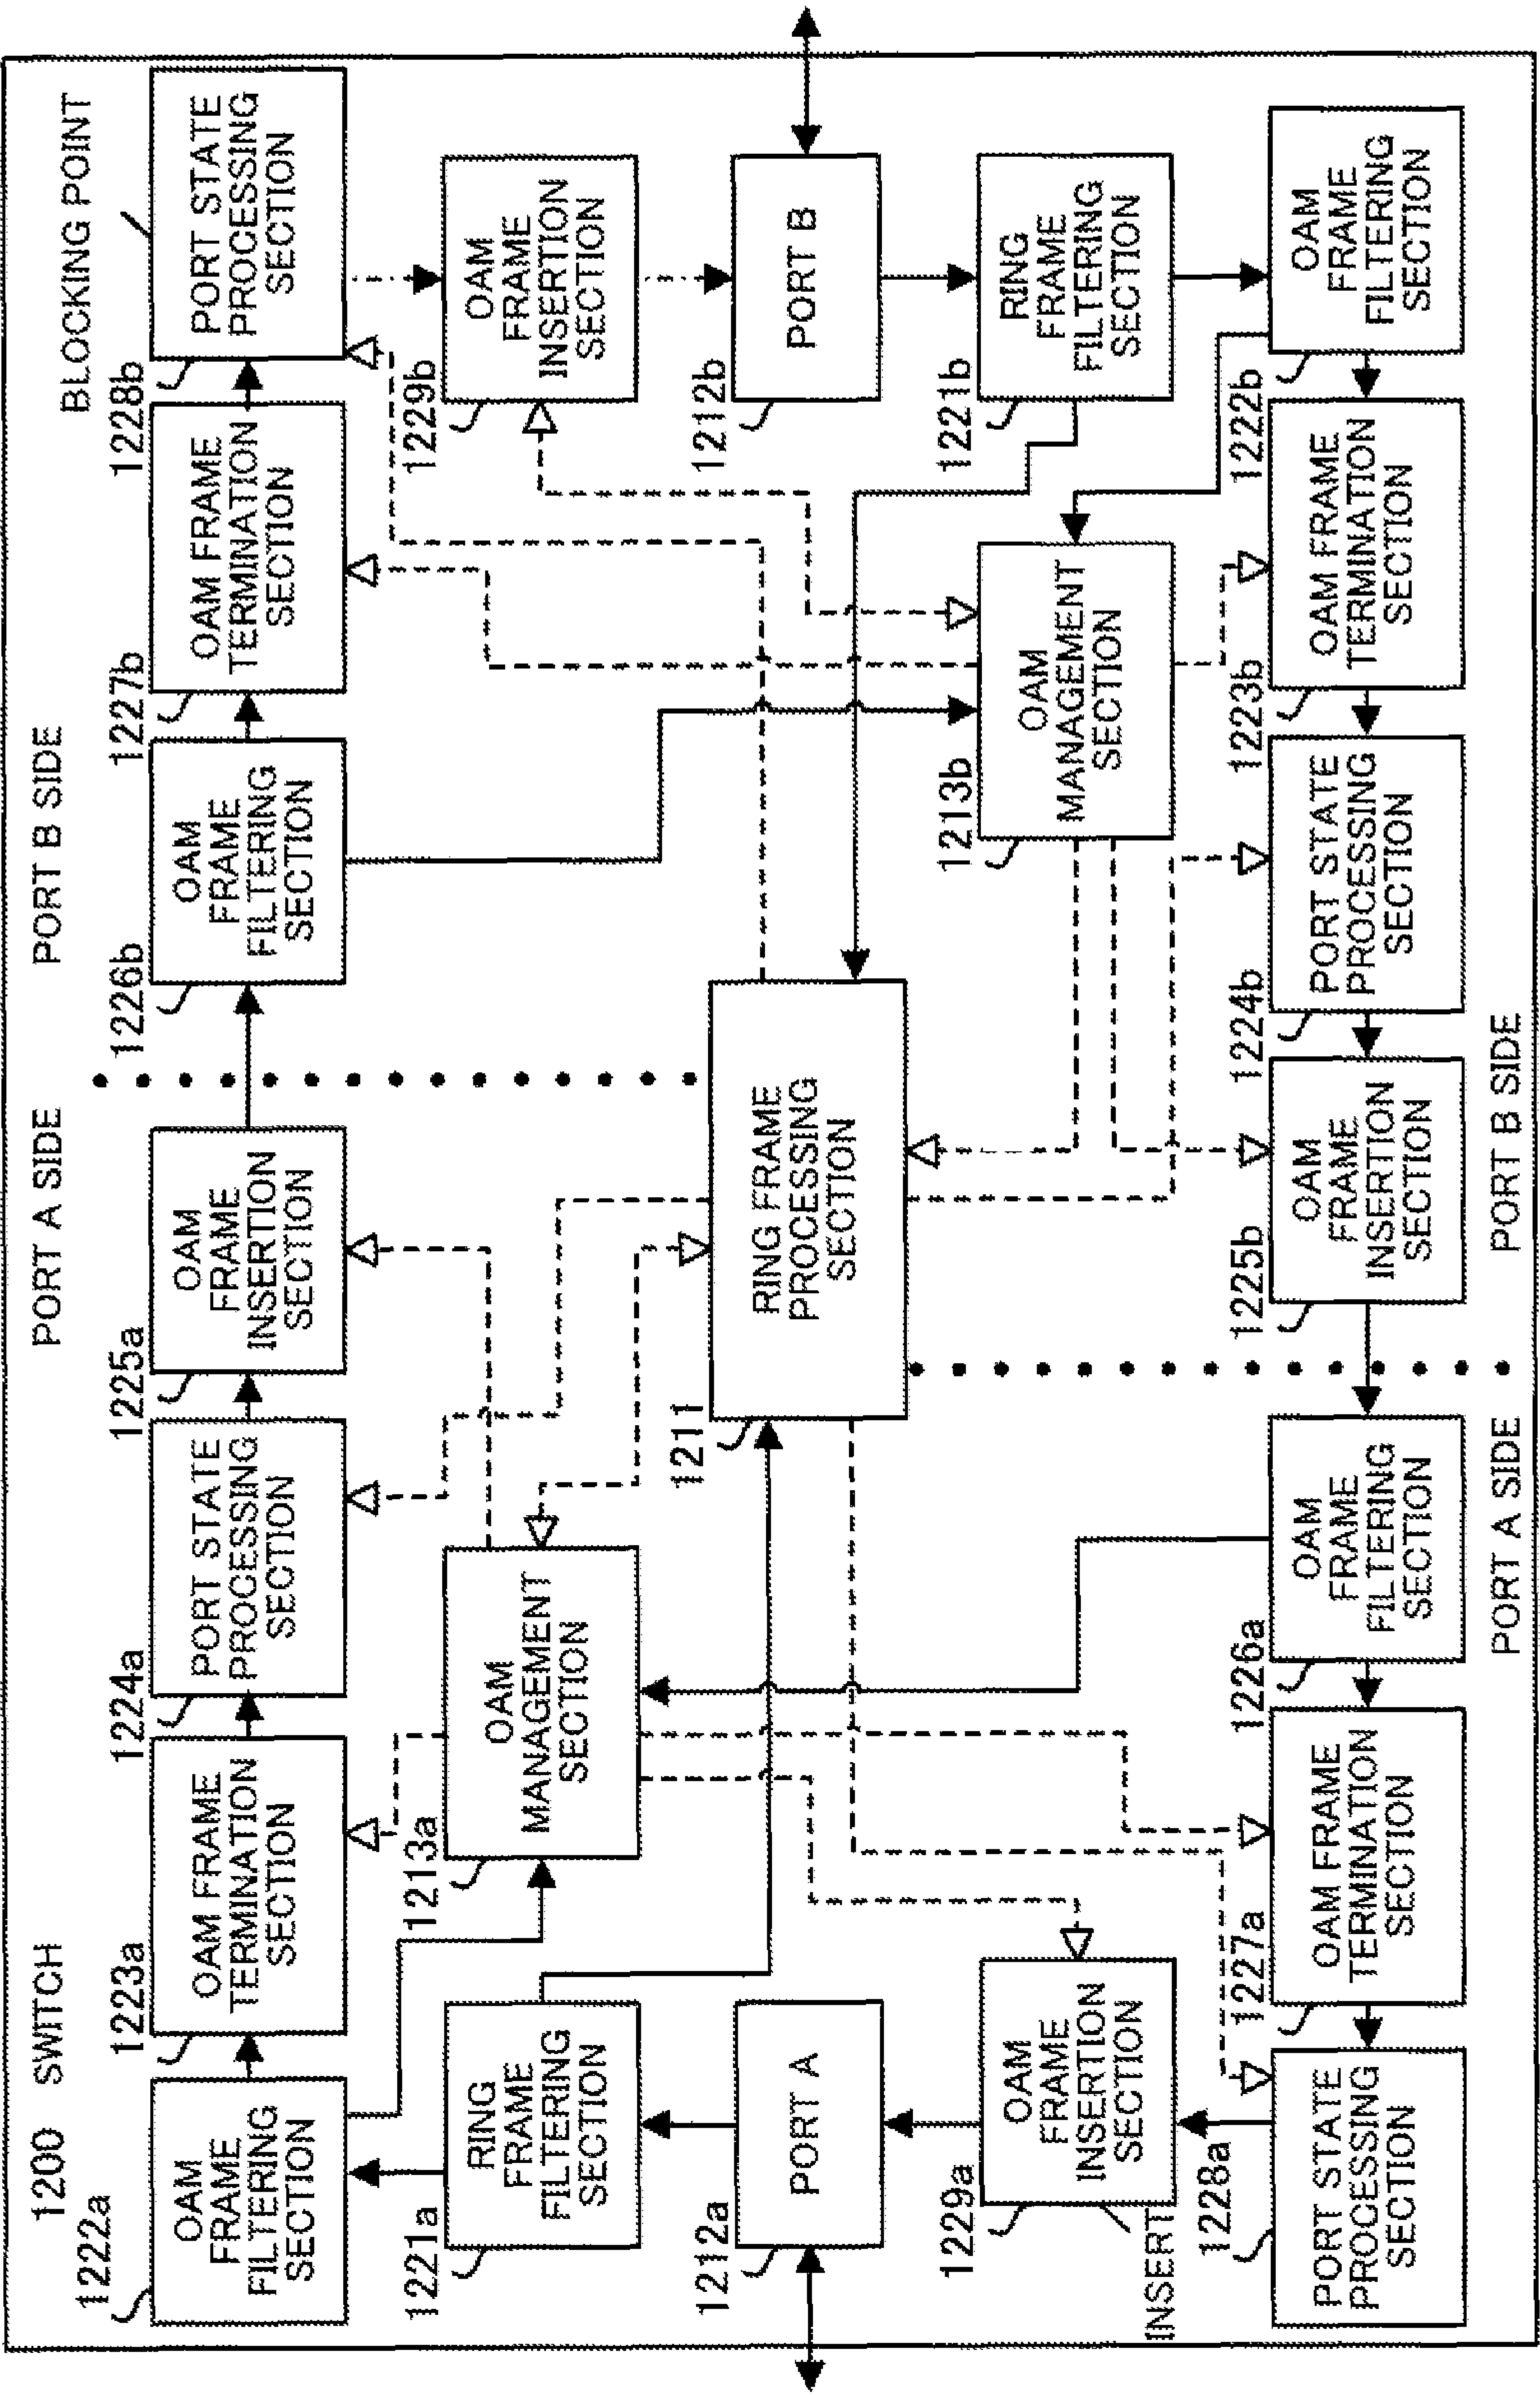 1200 SWITCH
PORT A SIDE
PORT B SIDE
BLOCKING POINT
1222a
OAM
FRAME
FILTERING
SECTION
1223a
OAM FRAME
TERMINATION
SECTION
1224a
PORT STATE
PROCESSING
SECTION
1225a
OAM
FRAME
INSERTION
SECTION
1226b
OAM
FRAME
FILTERING
SECTION
1227b
OAM FRAME
TERMINATION
SECTION
1228b
PORT STATE
PROCESSING
SECTION
1221a
RING
FRAME
FILTERING
SECTION
1213a
OAM
MANAGEMENT
SECTION
1229b
OAM
FRAME
INSERTION
SECTION
1212a
PORT A
1211
RING FRAME
PROCESSING
SECTION
1212b
PORT B
1229a
OAM
FRAME
INSERTION
SECTION
INSERT
1213b
OAM
MANAGEMENT
SECTION
1221b
RING
FRAME
FILTERING
SECTION
1228a
PORT STATE
PROCESSING
SECTION
1227a
OAM FRAME
TERMINATION
SECTION
1226a
OAM
FRAME
FILTERING
SECTION
1225b
OAM
FRAME
INSERTION
SECTION
1224b
PORT STATE
PROCESSING
SECTION
1223b
OAM FRAME
TERMINATION
SECTION
1222b
OAM
FRAME
FILTERING
SECTION
PORT A SIDE
PORT B SIDE